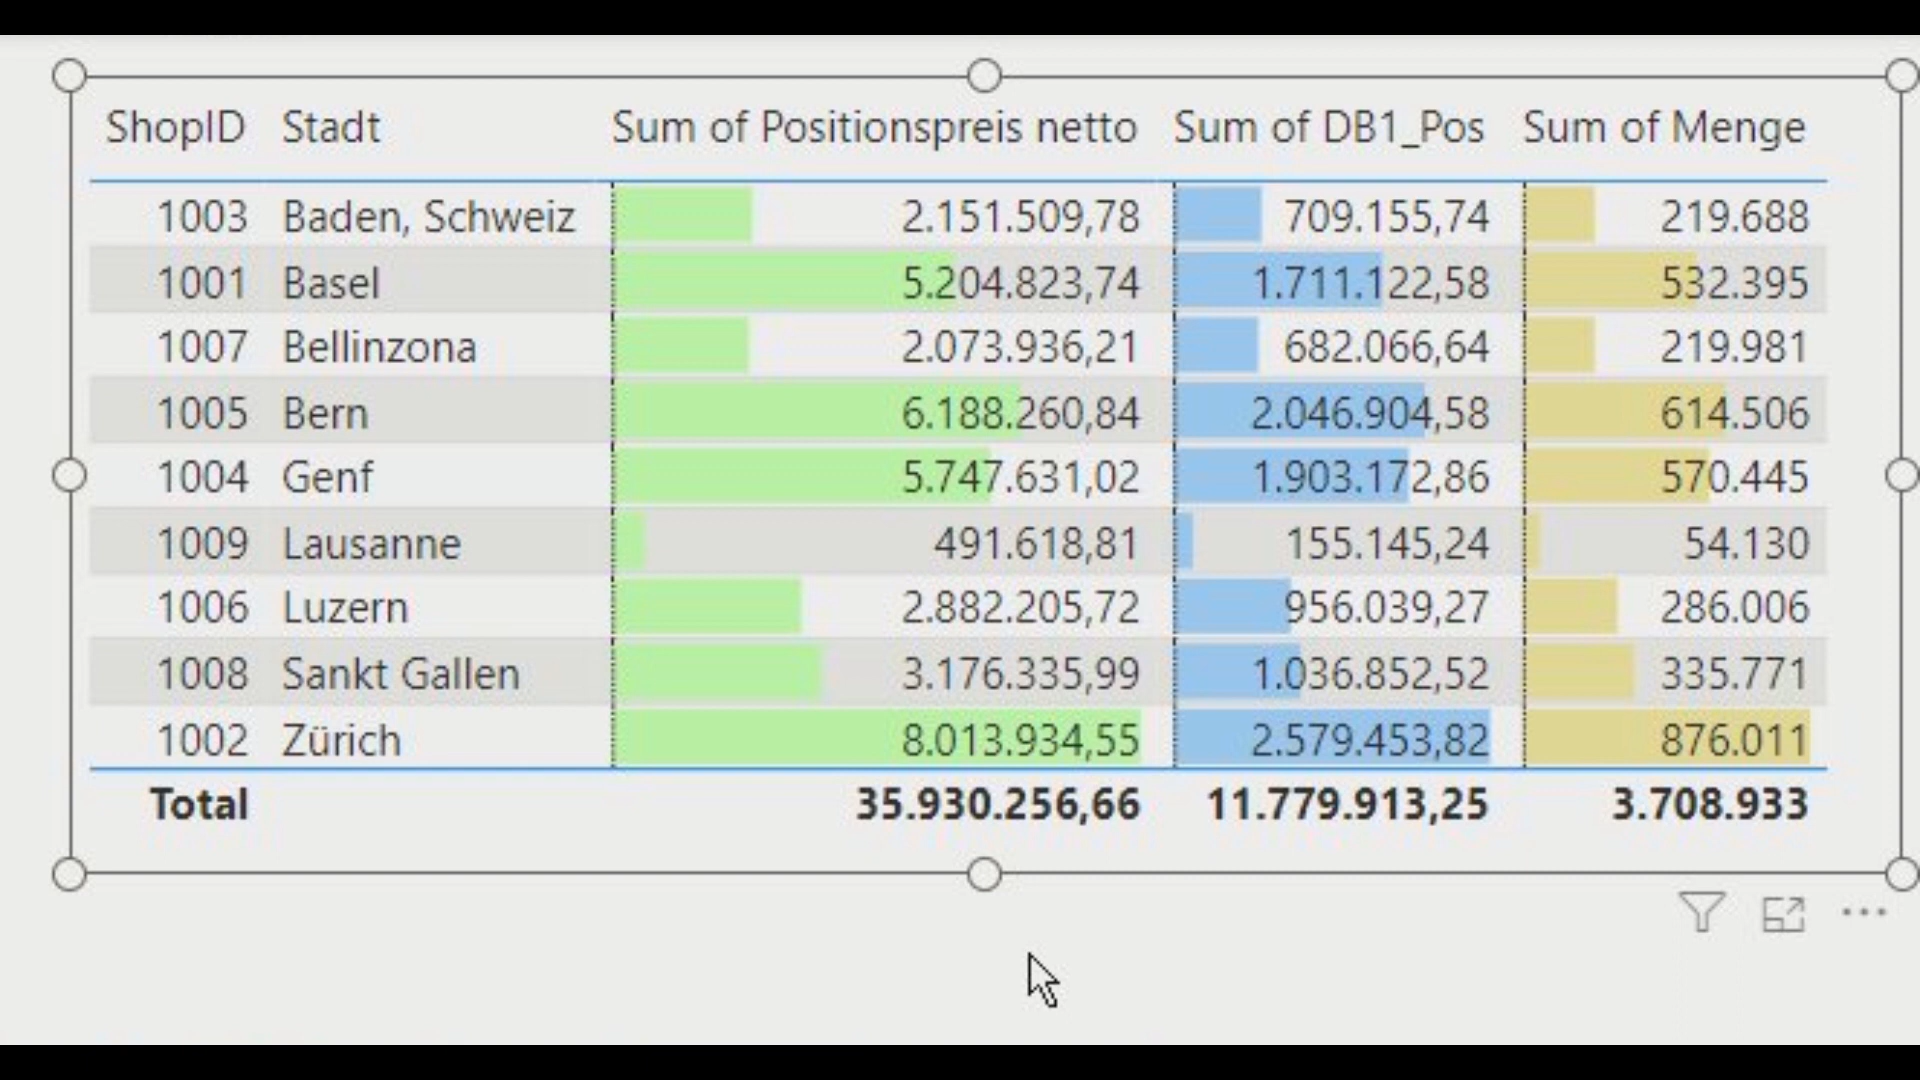 ShopID Stadt Sum of Positionspreis netto Sum of DB1_Pos Sum of Menge
1003 Baden, Schweiz 2.151.509,78 709.155,74 219.688
1001 Basel 5.204.823,74 1.711.122,58 532.395
1007 Bellinzona 2.073.936,21 682.066,64 219.981
1005 Bern 6.188.260,84 2.046.904,58 614.506
1004 Genf 5.747.631,02 1.903.172,86 570.445
1009 Lausanne 491.618,81 155.145,24 54.130
1006 Luzern 2.882.205,72 956.039,27 286.006
1008 Sankt Gallen 3.176.335,99 1.036.852,52 335.771
1002 Zürich 8.013.934,55 2.579.453,82 876.011
Total 35.930.256,66 11.779.913,25 3.708.933